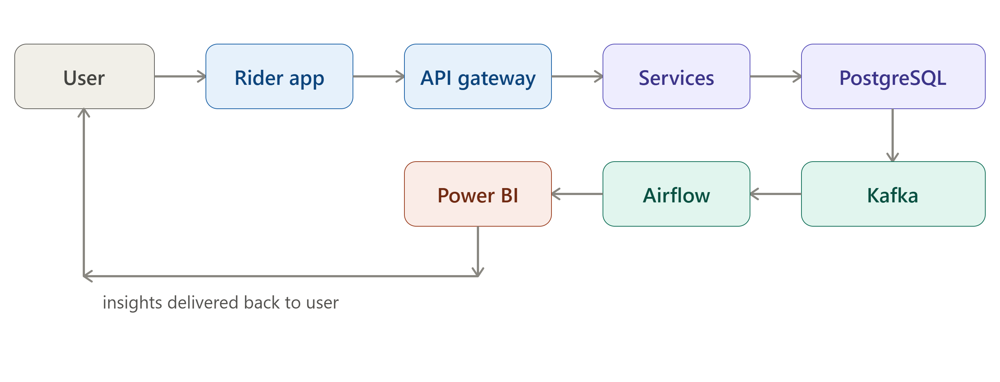 User
Rider app
API gateway
Services
PostgreSQL
Power BI
Airflow
Kafka
insights delivered back to user